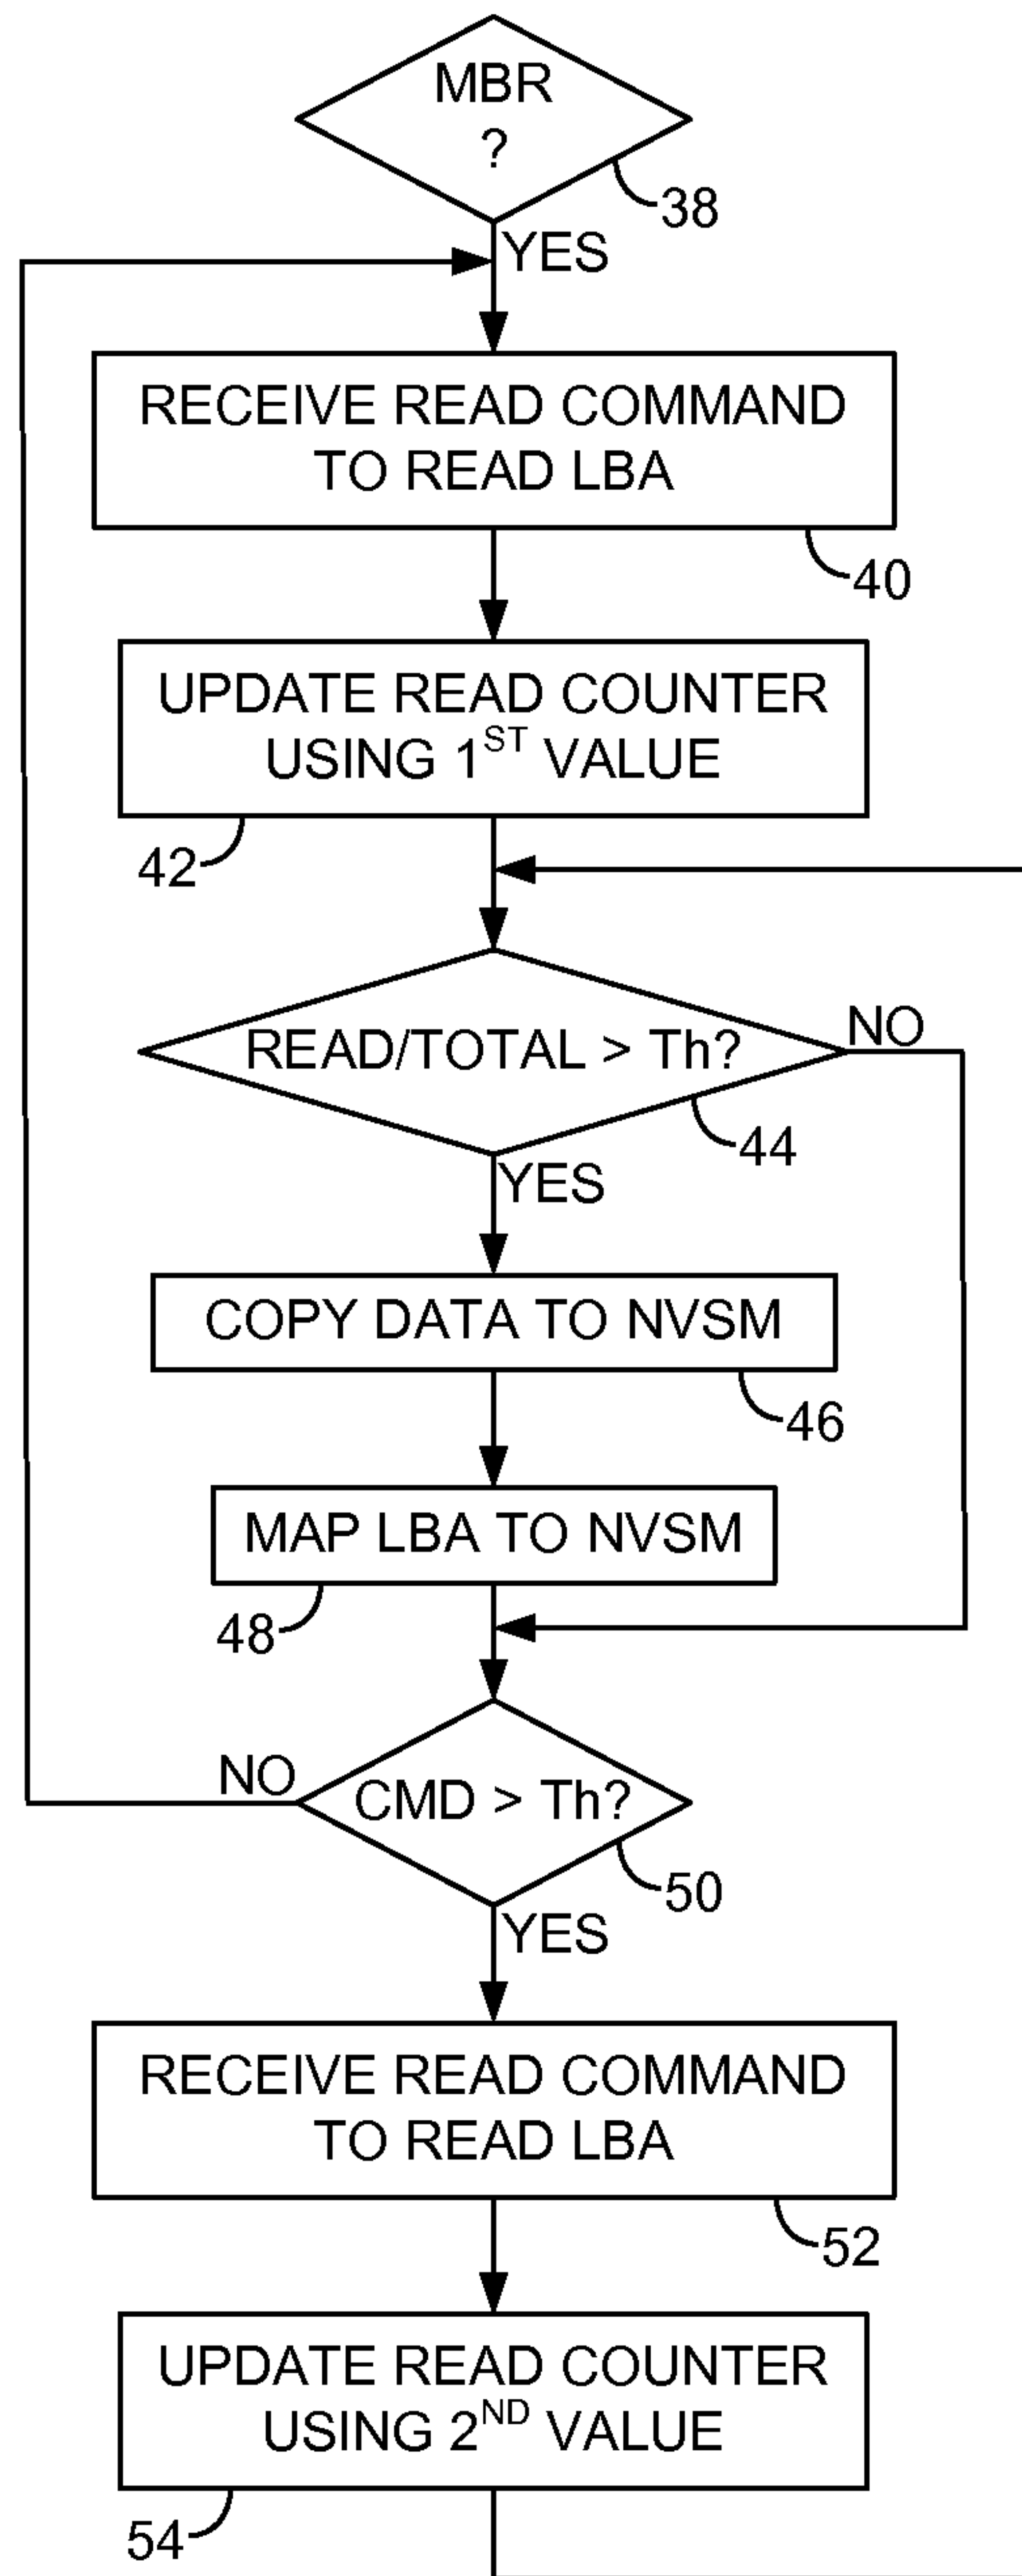 MBR
?
38
YES
RECEIVE READ COMMAND
TO READ LBA
40
UPDATE READ COUNTER
USING 1ST VALUE
42
READ/TOTAL > Th?
NO
44
YES
COPY DATA TO NVSM
46
MAP LBA TO NVSM
48
NO
CMD > Th?
50
YES
RECEIVE READ COMMAND
TO READ LBA
52
UPDATE READ COUNTER
USING 2ND VALUE
54